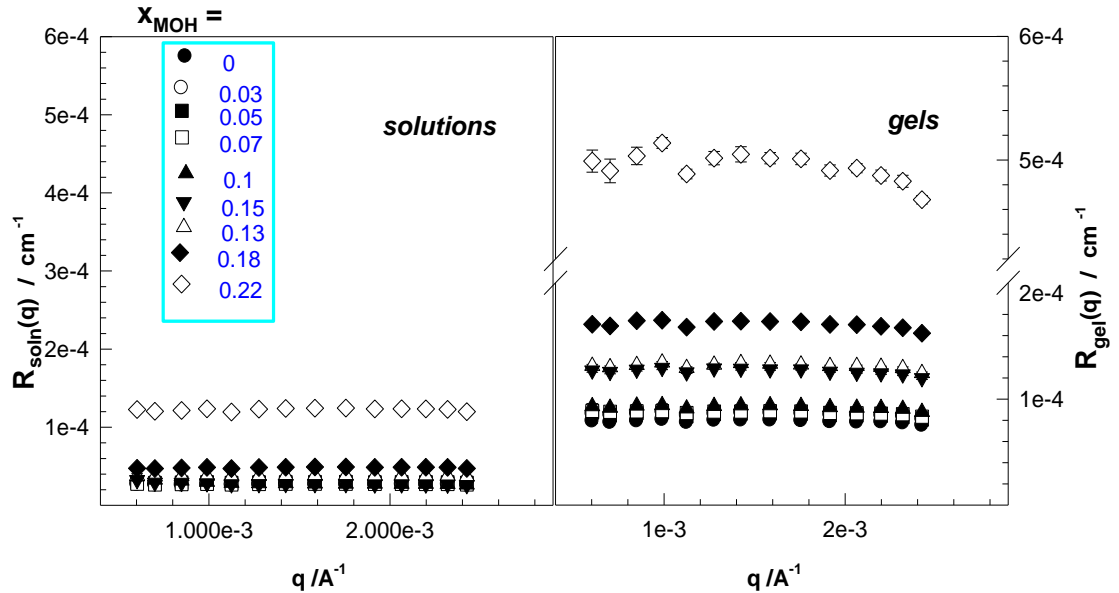 x_MOH =
0
0.03
0.05
0.07
0.1
0.15
0.13
0.18
0.22
solutions
gels
6e-4
5e-4
4e-4
3e-4
2e-4
1e-4
R_soln(q) / cm^-1
1.000e-3
2.000e-3
q /A^-1
6e-4
5e-4
2e-4
1e-4
R_gel(q) / cm^-1
1e-3
2e-3
q /A^-1